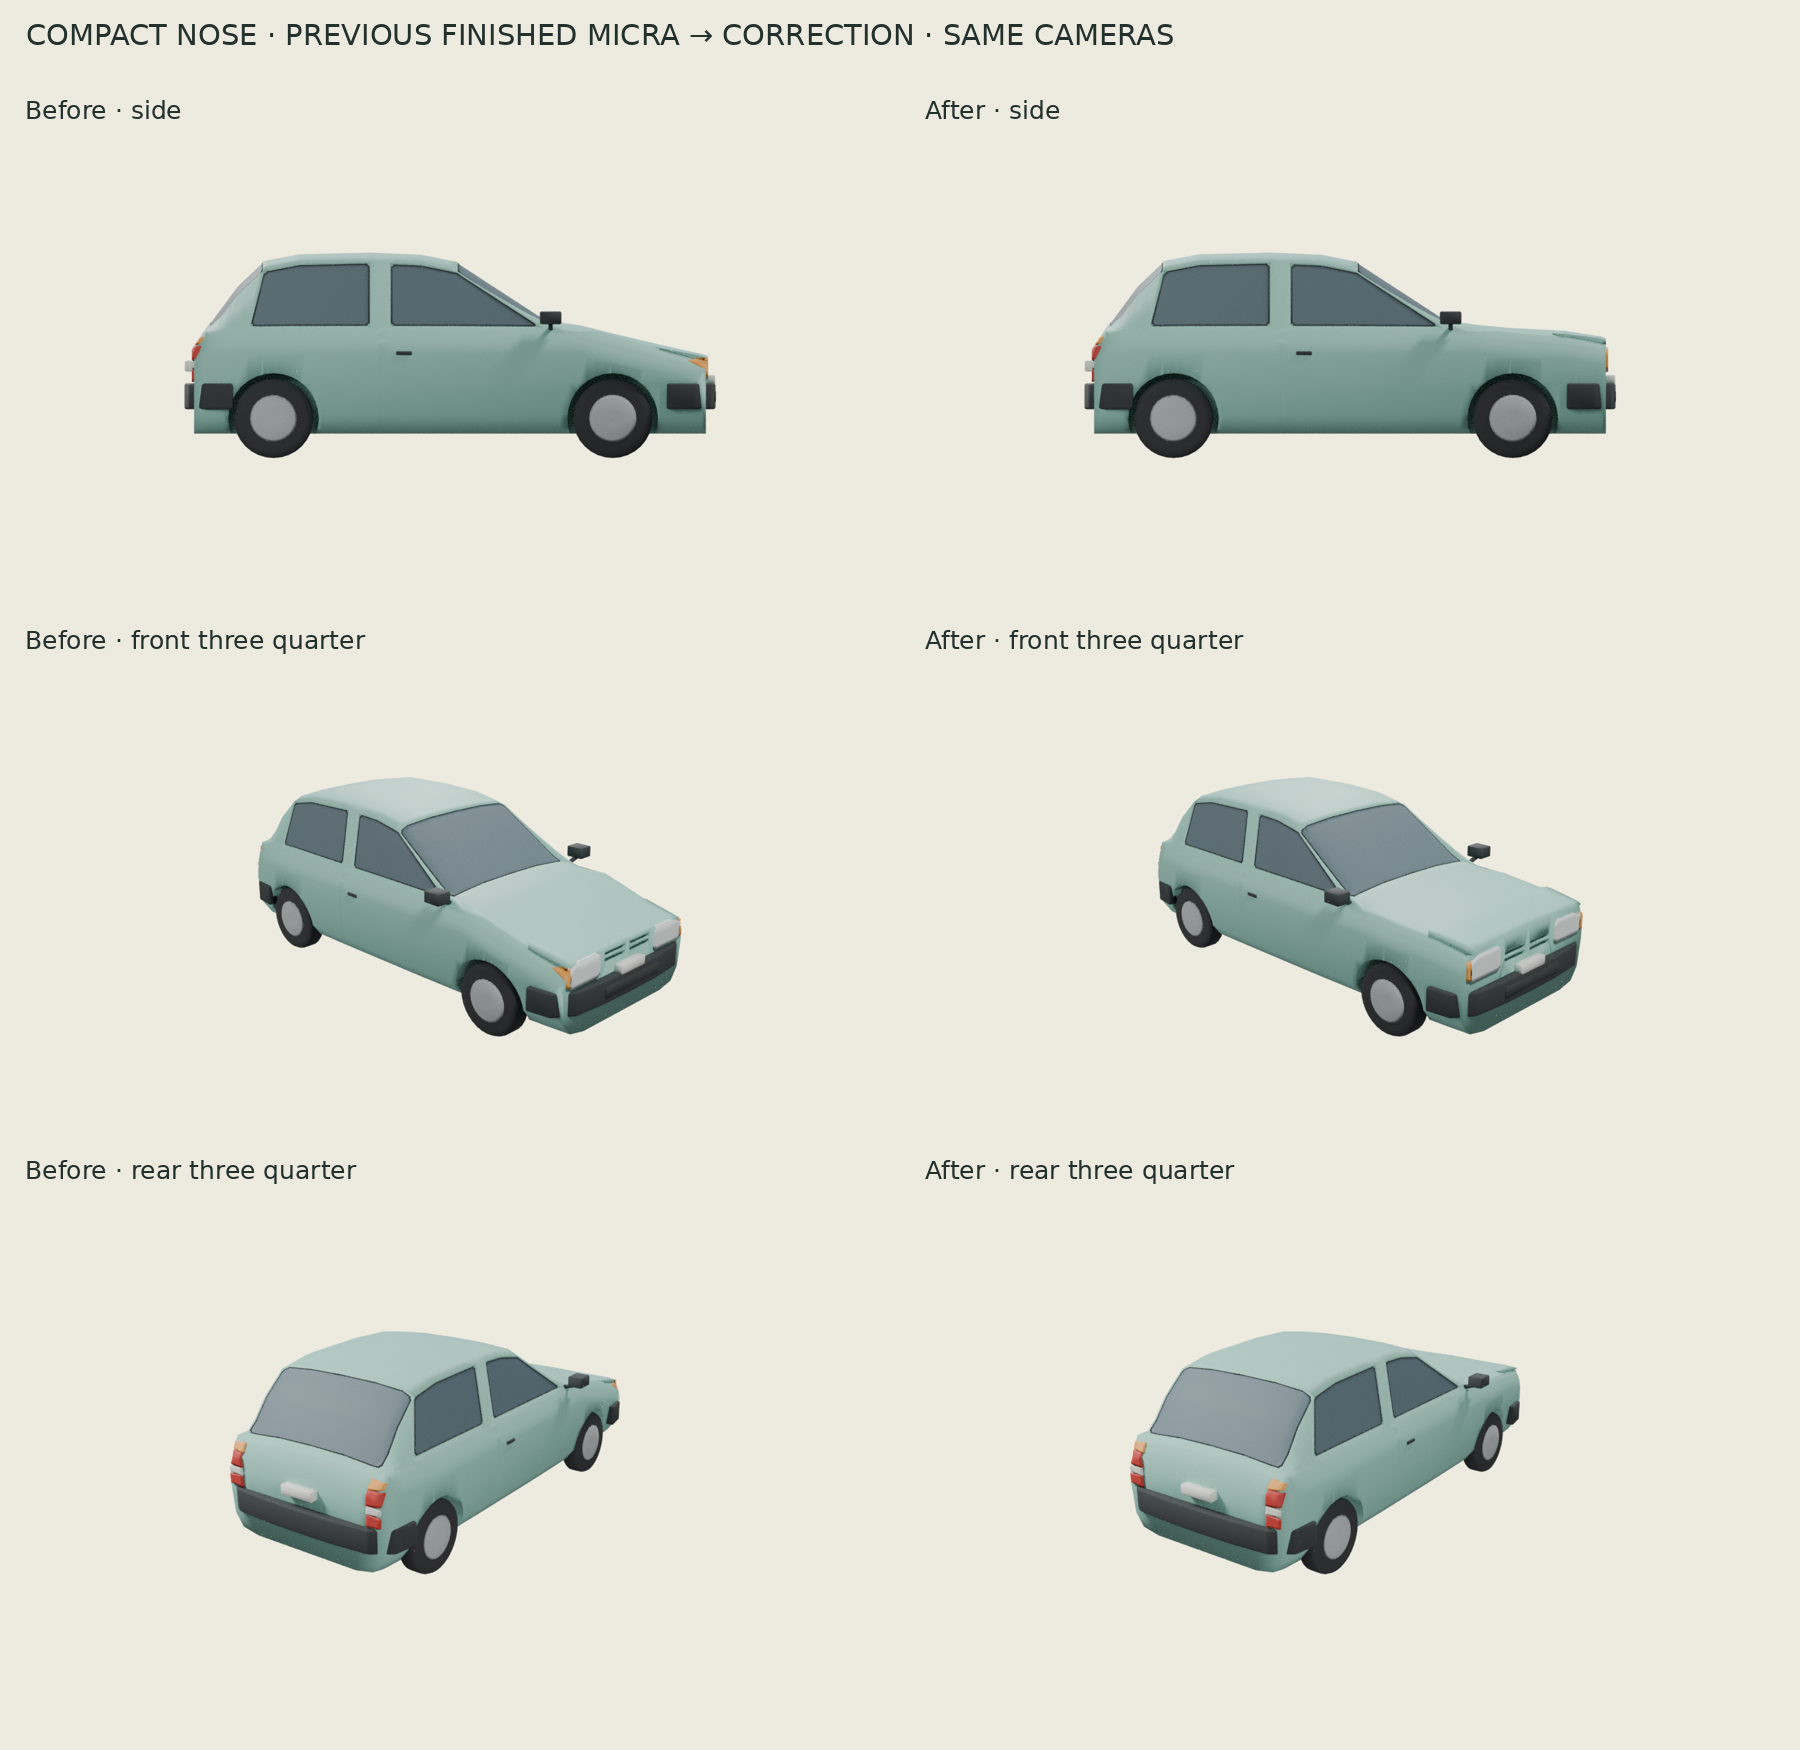 COMPACT NOSE · PREVIOUS FINISHED MICRA → CORRECTION · SAME CAMERAS
Before · side
After · side
Before · front three quarter
After · front three quarter
Before · rear three quarter
After · rear three quarter